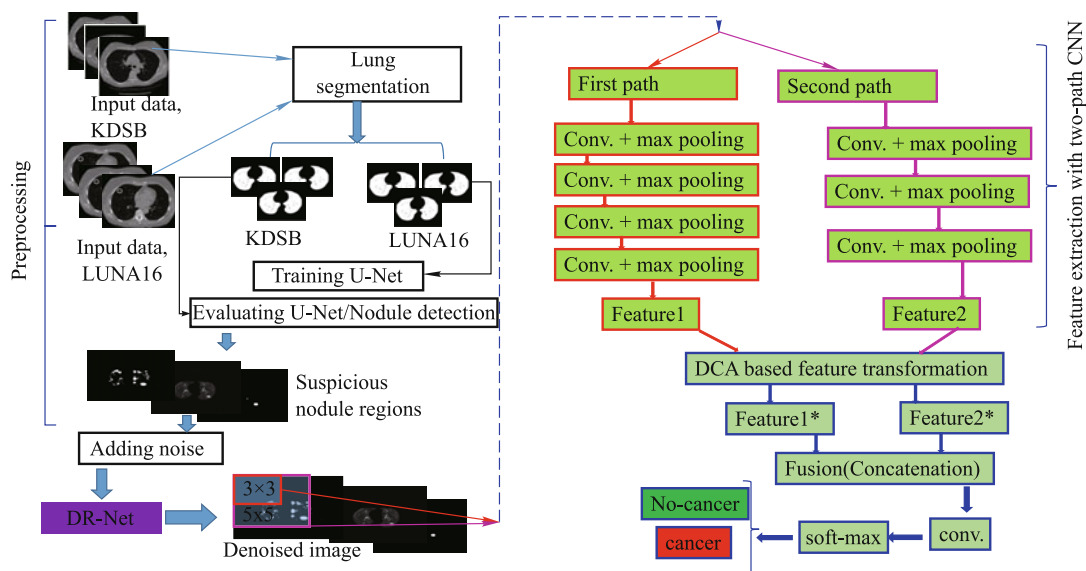 Preprocessing
Input data,
KDSB
Input data,
LUNA16
Lung
segmentation
KDSB
LUNA16
Training U-Net
Evaluating U-Net/Nodule detection
Suspicious
nodule regions
Adding noise
DR-Net
3×3
5x5
Denoised image
First path
Conv. + max pooling
Conv. + max pooling
Conv. + max pooling
Conv. + max pooling
Feature1
Second path
Conv. + max pooling
Conv. + max pooling
Conv. + max pooling
Feature2
Feature extraction with two-path CNN
DCA based feature transformation
Feature1*
Feature2*
Fusion(Concatenation)
conv.
soft-max
No-cancer
cancer